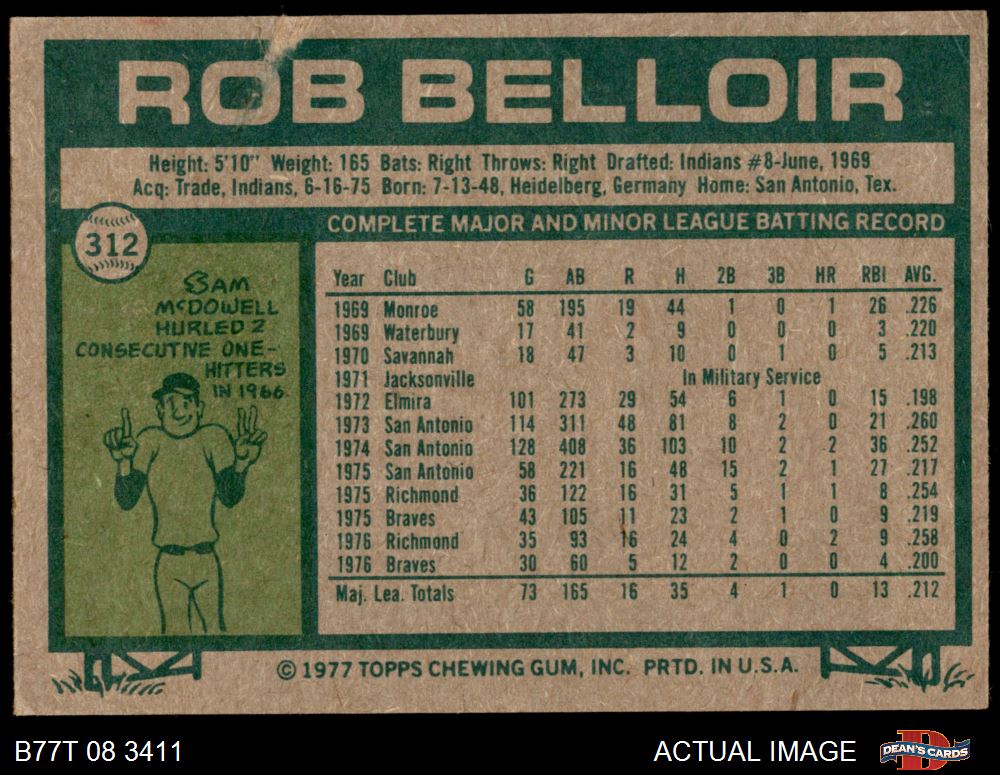 ROB BELLOIR
Height: 5'10" Weight: 165 Bats: Right Throws: Right Drafted: Indians #8-June, 1969
Acq: Trade, Indians, 6-16-75 Born: 7-13-48, Heidelberg, Germany Home: San Antonio, Tex.
312
SAM
McDOWELL
HURLED 2
CONSECUTIVE ONE-
HITTERS
IN 1966
COMPLETE MAJOR AND MINOR LEAGUE BATTING RECORD
Year Club G AB R H 2B 3B HR RBI AVG.
1969 Monroe 58 195 19 44 1 0 1 26 .226
1969 Waterbury 17 41 2 9 0 0 0 3 .220
1970 Savannah 18 47 3 10 0 1 0 5 .213
1971 Jacksonville In Military Service
1972 Elmira 101 273 29 54 6 1 0 15 .198
1973 San Antonio 114 311 48 81 8 2 0 21 .260
1974 San Antonio 128 408 36 103 10 2 2 36 .252
1975 San Antonio 58 221 16 48 15 2 1 27 .217
1975 Richmond 36 122 16 31 5 1 1 8 .254
1975 Braves 43 105 11 23 2 1 0 9 .219
1976 Richmond 35 93 16 24 4 0 2 9 .258
1976 Braves 30 60 5 12 2 0 0 4 .200
Maj. Lea. Totals 73 165 16 35 4 1 0 13 .212
© 1977 TOPPS CHEWING GUM, INC. PRTD. IN U.S.A.
B77T 08 3411 ACTUAL IMAGE DEAN'S CARDS